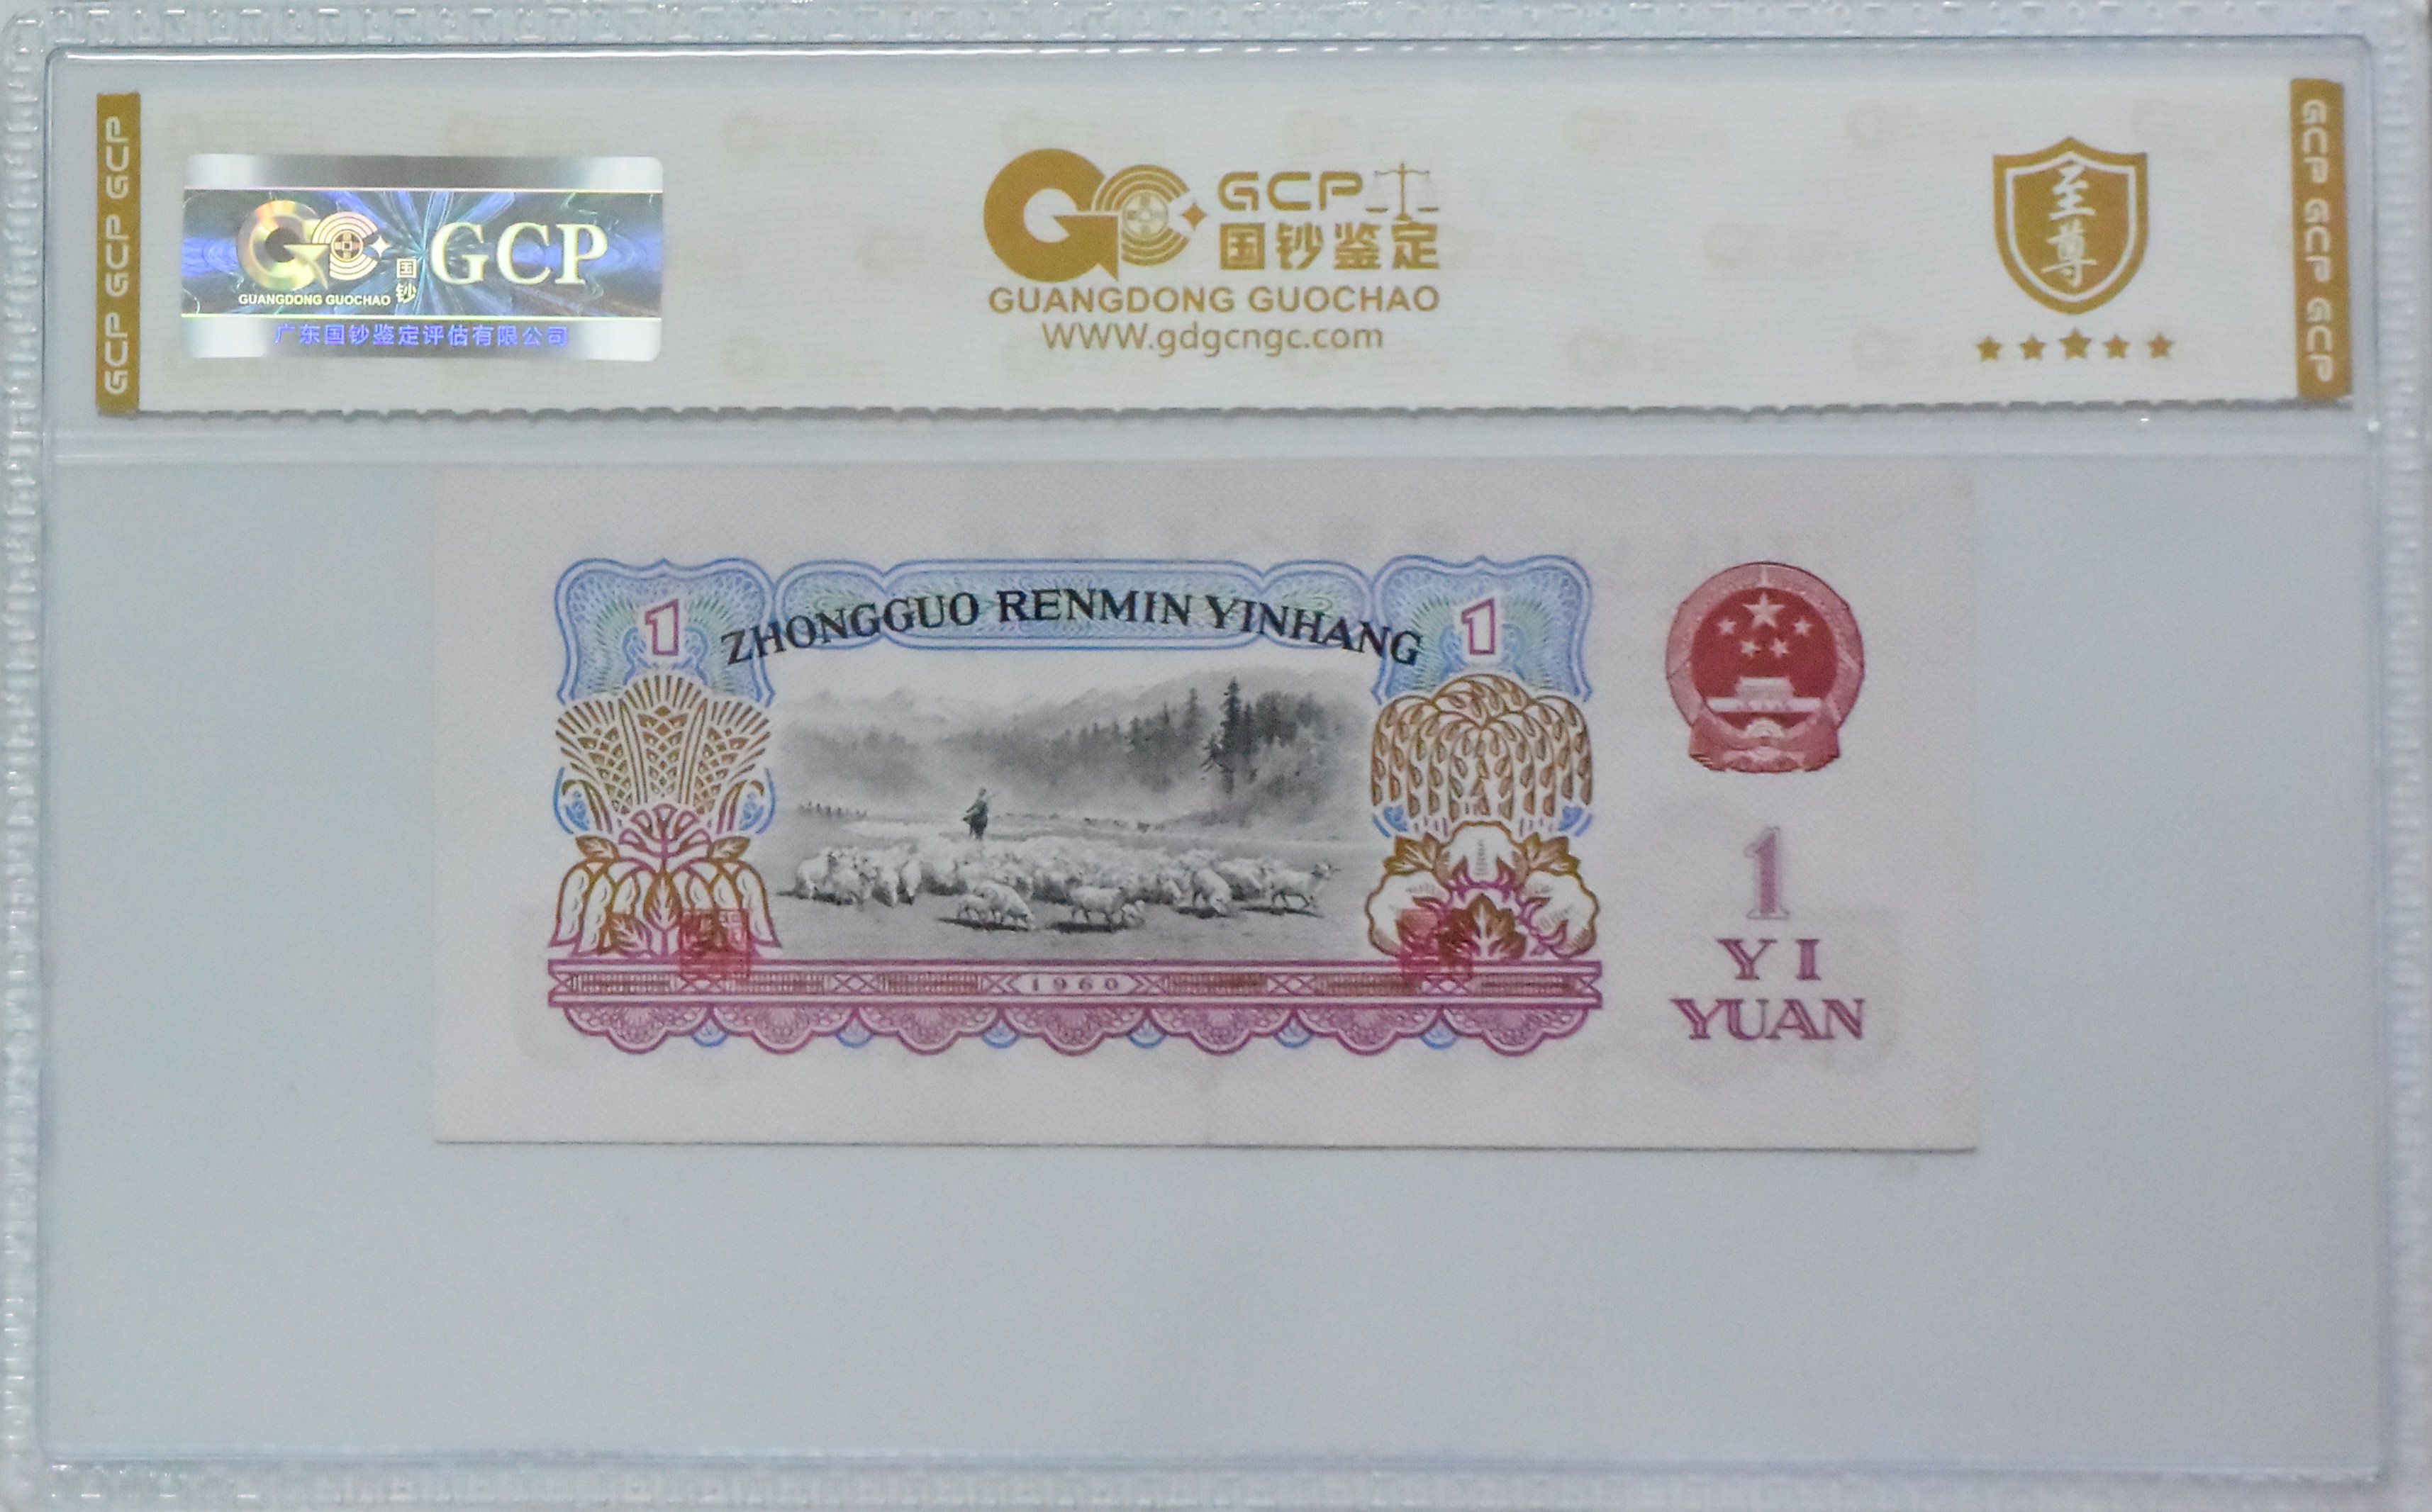 GCP GCP GCP
国钞
GCP
GUANGDONG GUOCHAO
广东国钞鉴定评估有限公司
GCP
国钞鉴定
GUANGDONG GUOCHAO
WWW.gdgcngc.com
至尊
GCP GCP GCP
1
ZHONGGUO RENMIN YINHANG
1
1960
1
YI
YUAN